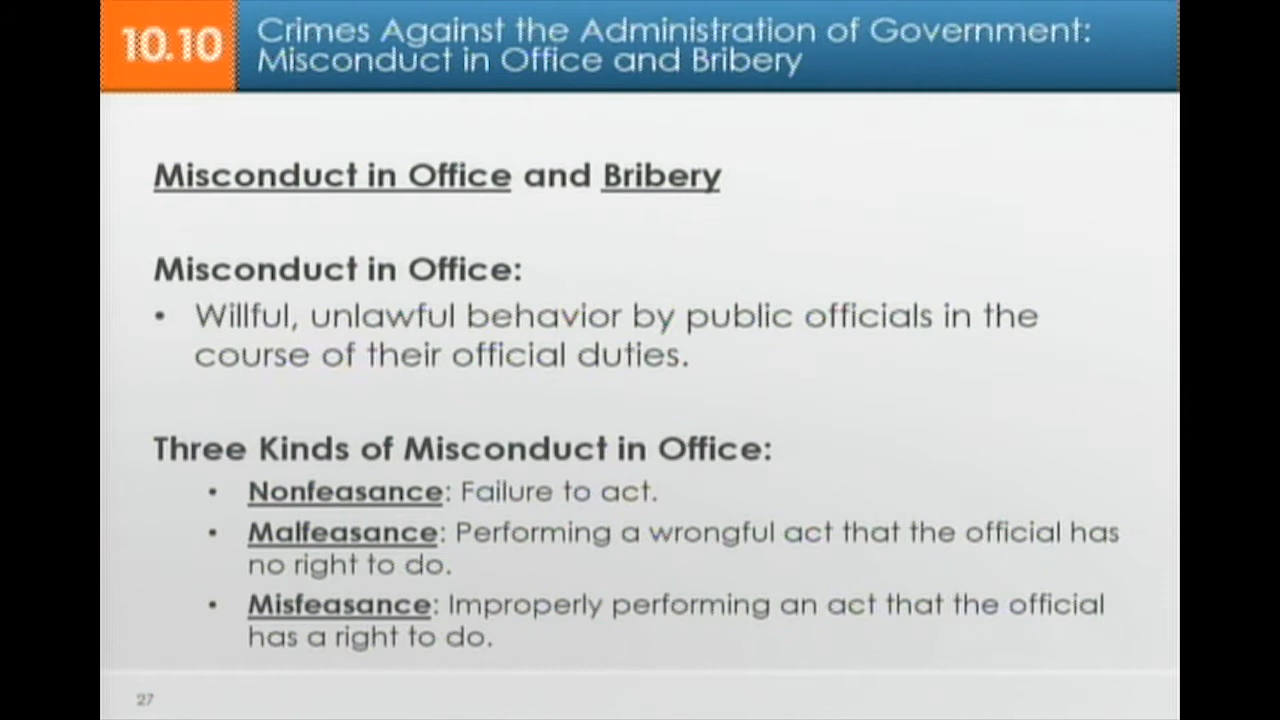 10.10
Crimes Against the Administration of Government:
Misconduct in Office and Bribery
Misconduct in Office and Bribery
Misconduct in Office:
• Willful, unlawful behavior by public officials in the
course of their official duties.
Three Kinds of Misconduct in Office:
• Nonfeasance: Failure to act.
• Malfeasance: Performing a wrongful act that the official has
no right to do.
• Misfeasance: Improperly performing an act that the official
has a right to do.
27